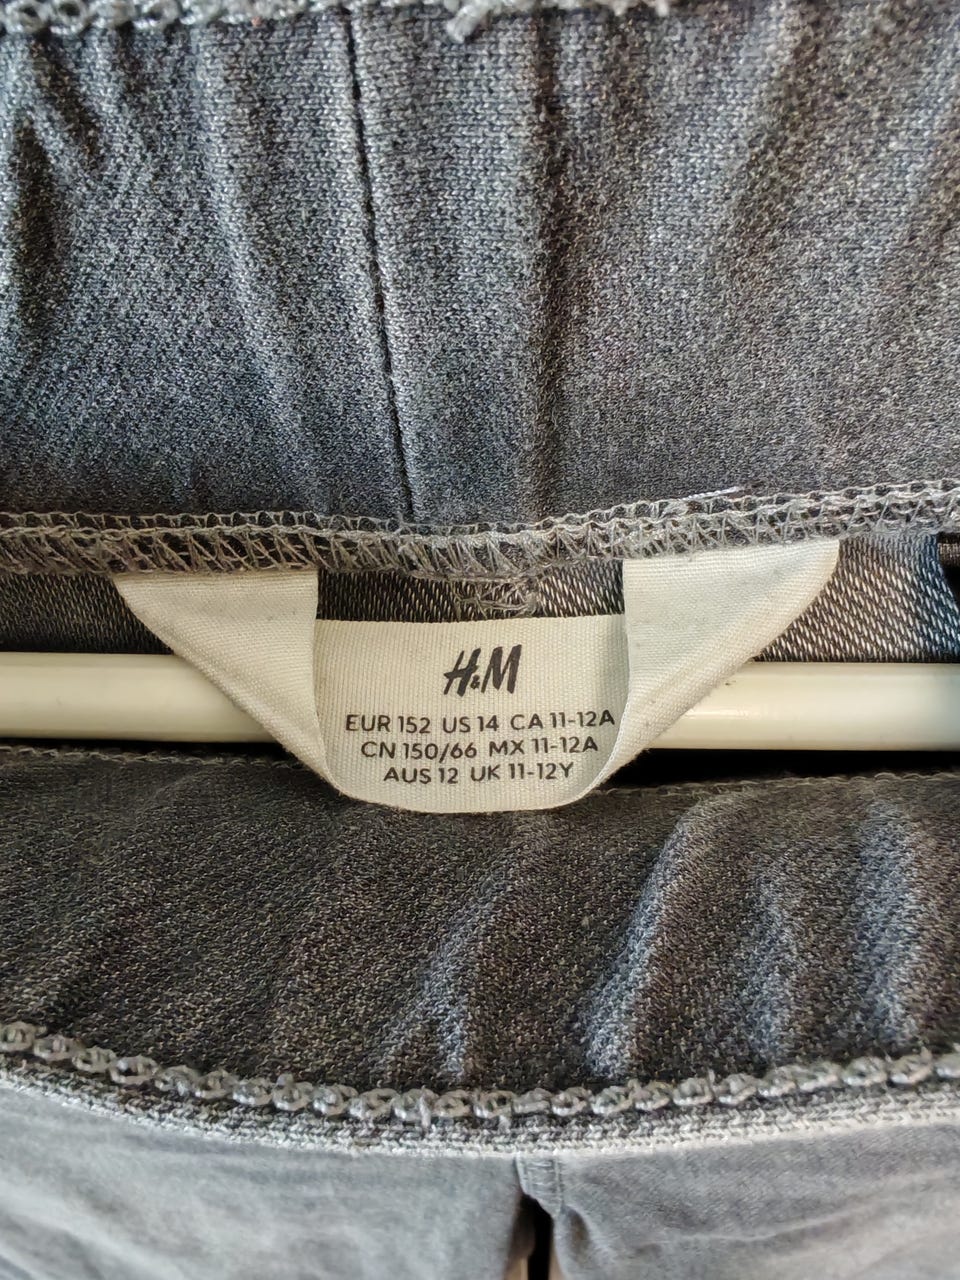 H&M
EUR 152 US 14 CA 11-12A
CN 150/66 MX 11-12A
AUS 12 UK 11-12Y